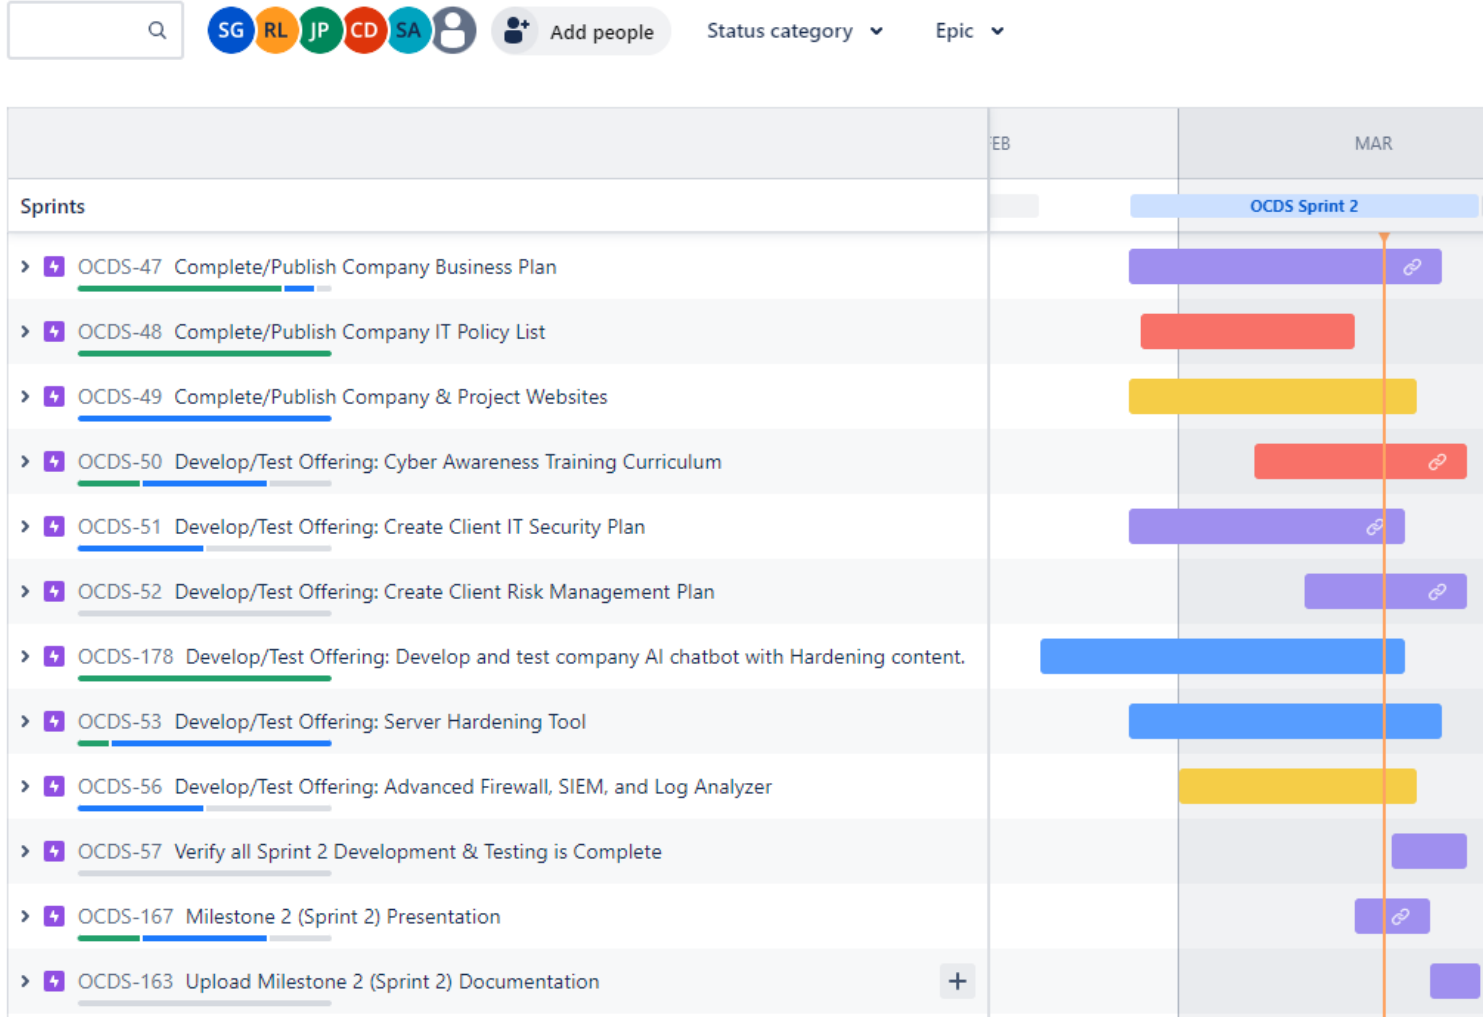 SG RL JP CD SA Add people Status category Epic
EB MAR
Sprints OCDS Sprint 2
OCDS-47 Complete/Publish Company Business Plan
OCDS-48 Complete/Publish Company IT Policy List
OCDS-49 Complete/Publish Company & Project Websites
OCDS-50 Develop/Test Offering: Cyber Awareness Training Curriculum
OCDS-51 Develop/Test Offering: Create Client IT Security Plan
OCDS-52 Develop/Test Offering: Create Client Risk Management Plan
OCDS-178 Develop/Test Offering: Develop and test company AI chatbot with Hardening content.
OCDS-53 Develop/Test Offering: Server Hardening Tool
OCDS-56 Develop/Test Offering: Advanced Firewall, SIEM, and Log Analyzer
OCDS-57 Verify all Sprint 2 Development & Testing is Complete
OCDS-167 Milestone 2 (Sprint 2) Presentation
OCDS-163 Upload Milestone 2 (Sprint 2) Documentation